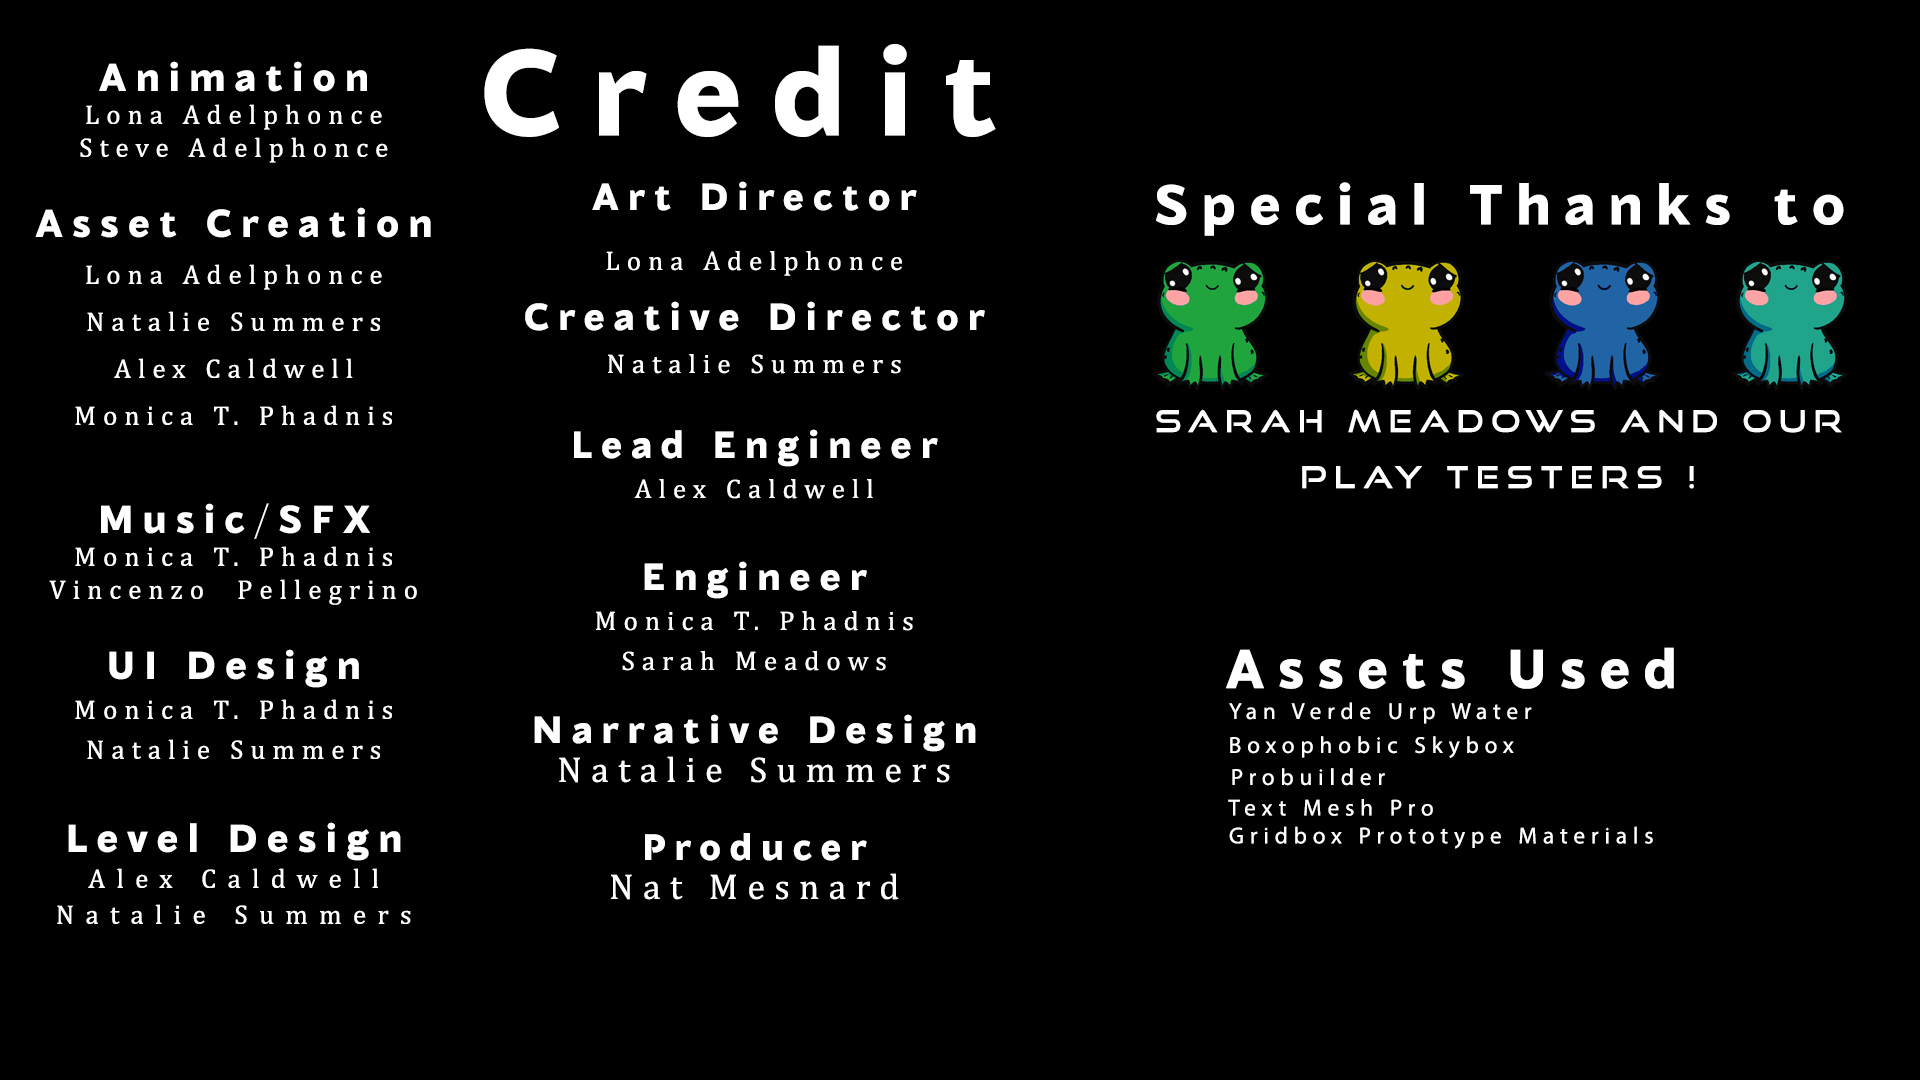 Credit
Animation
Lona Adelphonce
Steve Adelphonce
Asset Creation
Lona Adelphonce
Natalie Summers
Alex Caldwell
Monica T. Phadnis
Music/SFX
Monica T. Phadnis
Vincenzo Pellegrino
UI Design
Monica T. Phadnis
Natalie Summers
Level Design
Alex Caldwell
Natalie Summers
Art Director
Lona Adelphonce
Creative Director
Natalie Summers
Lead Engineer
Alex Caldwell
Engineer
Monica T. Phadnis
Sarah Meadows
Narrative Design
Natalie Summers
Producer
Nat Mesnard
Special Thanks to
SARAH MEADOWS AND OUR
PLAY TESTERS !
Assets Used
Yan Verde Urp Water
Boxophobic Skybox
Probuilder
Text Mesh Pro
Gridbox Prototype Materials